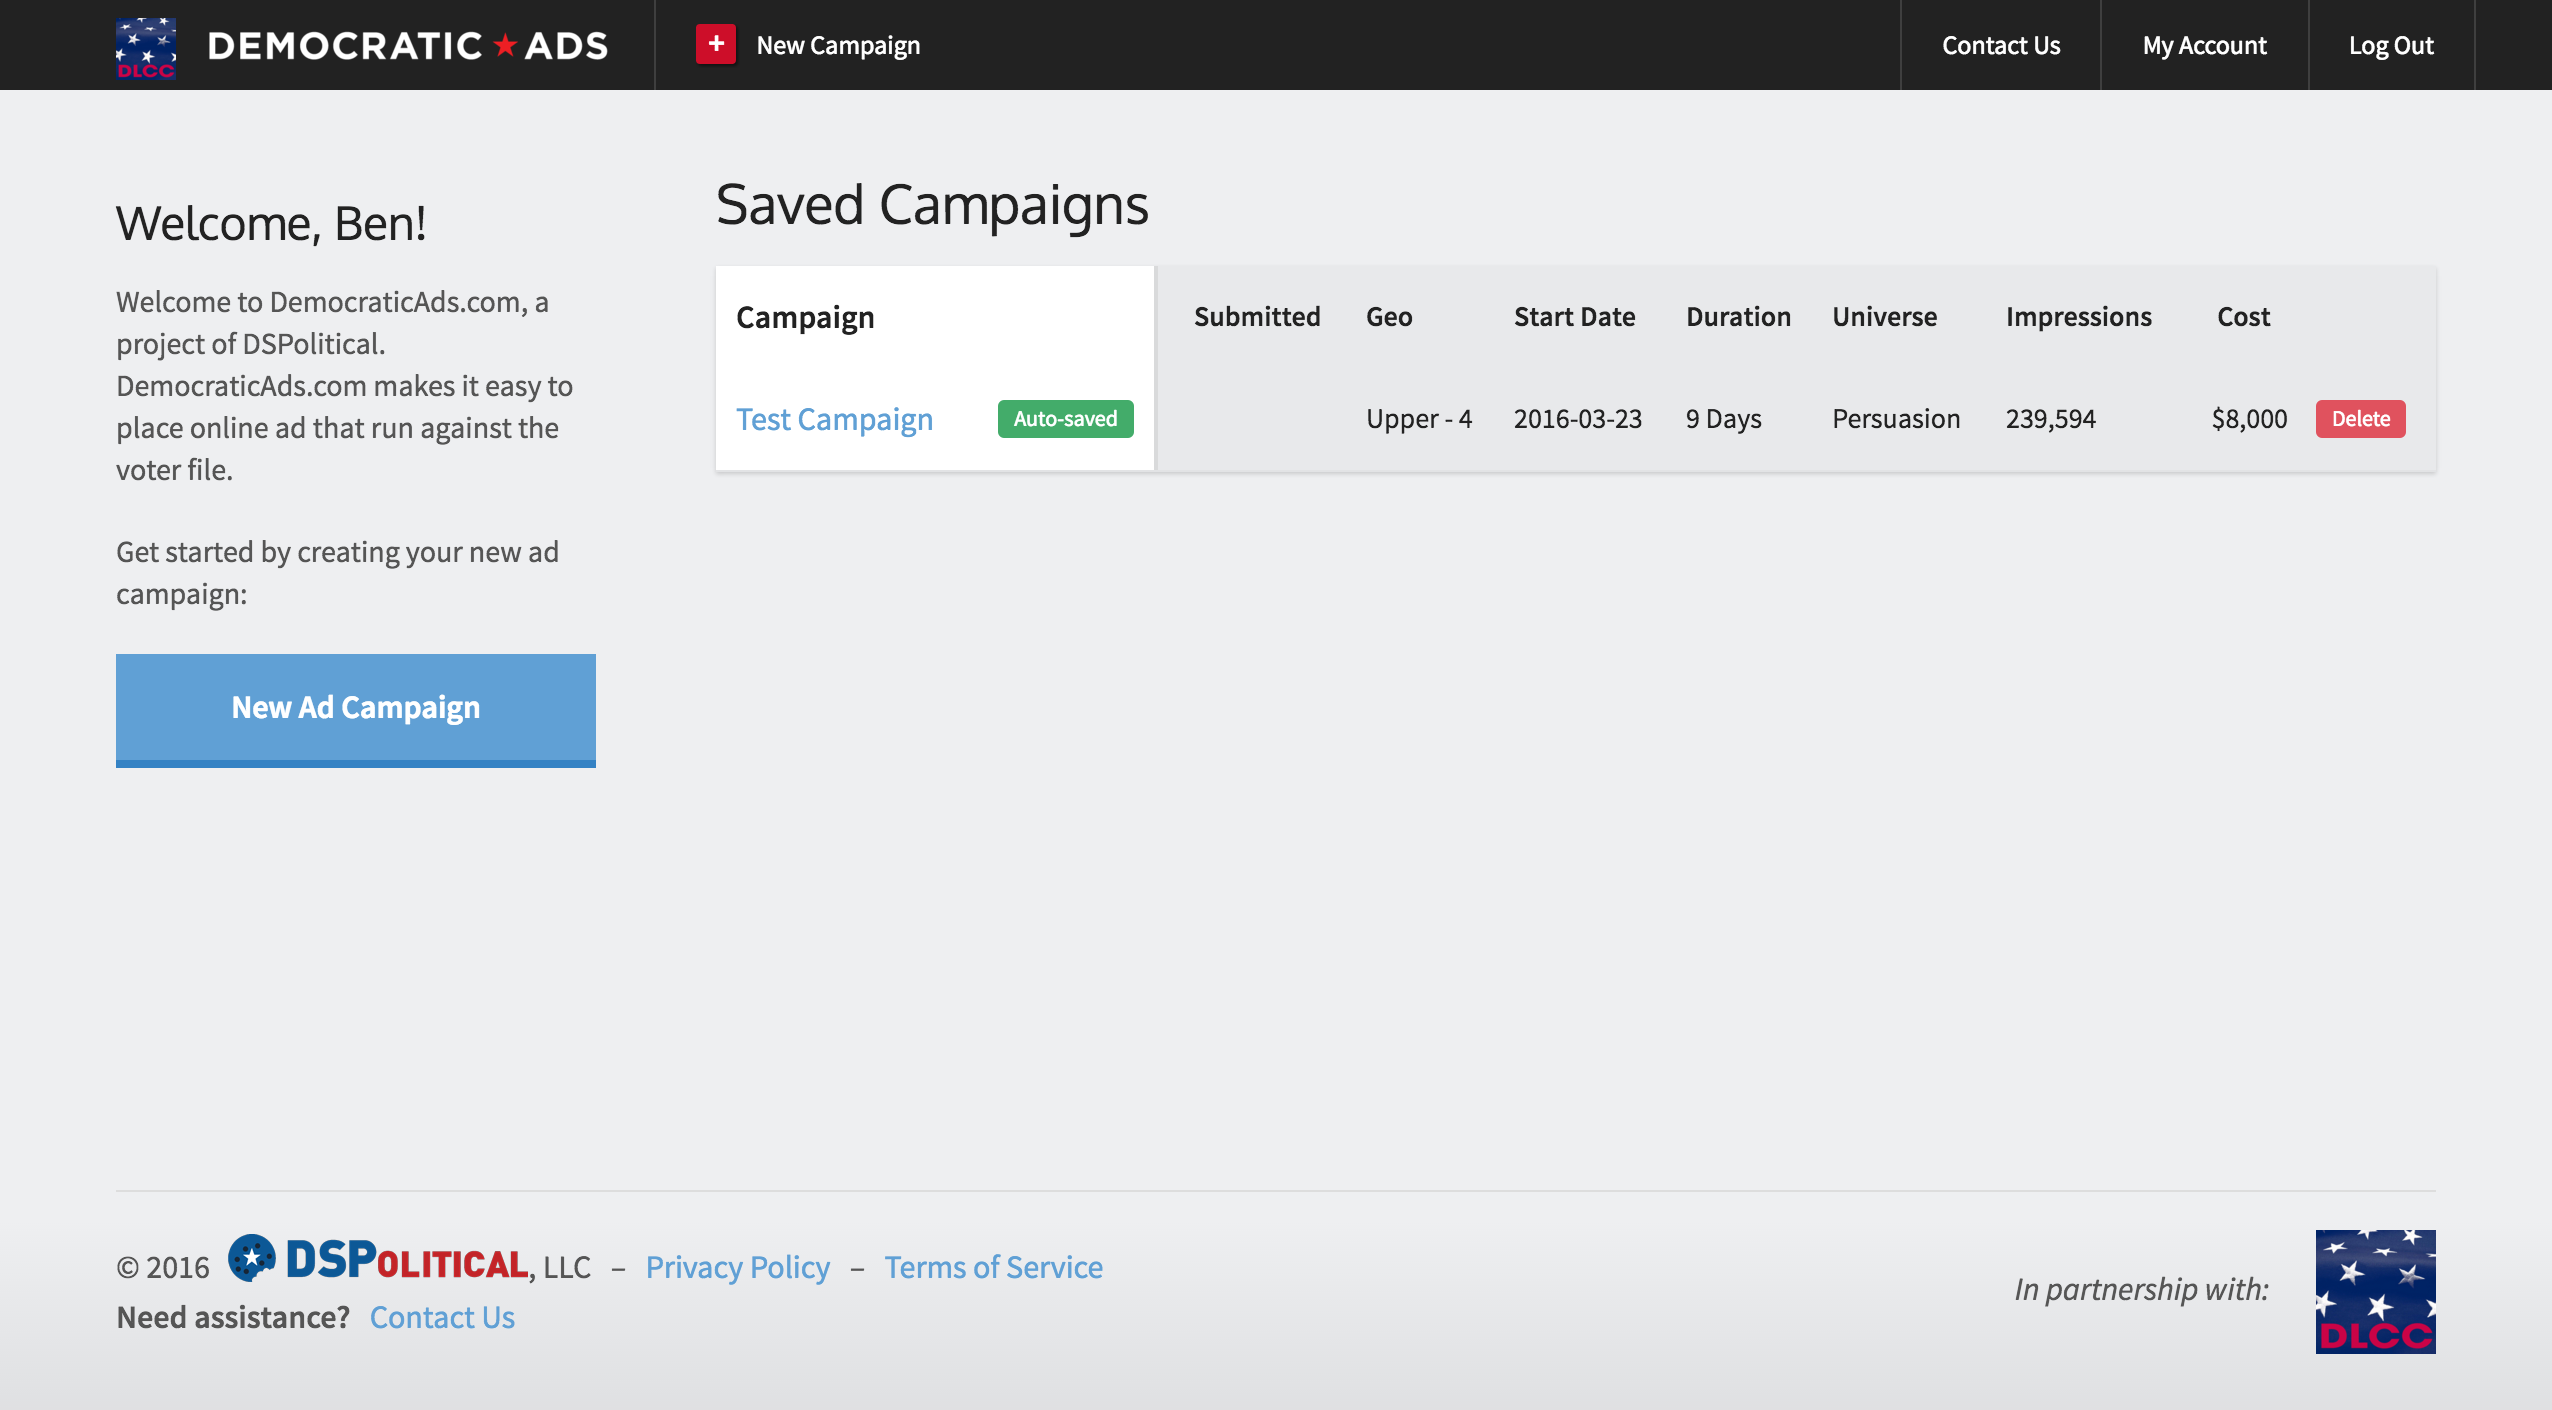 DLCC DEMOCRATIC ADS
+ New Campaign
Contact Us
My Account
Log Out
Welcome, Ben!
Welcome to DemocraticAds.com, a
project of DSPolitical.
DemocraticAds.com makes it easy to
place online ad that run against the
voter file.
Get started by creating your new ad
campaign:
New Ad Campaign
Saved Campaigns
Campaign Submitted Geo Start Date Duration Universe Impressions Cost
Test Campaign Auto-saved Upper - 4 2016-03-23 9 Days Persuasion 239,594 $8,000 Delete
© 2016 DSPOLITICAL, LLC – Privacy Policy – Terms of Service
Need assistance? Contact Us
In partnership with:
DLCC